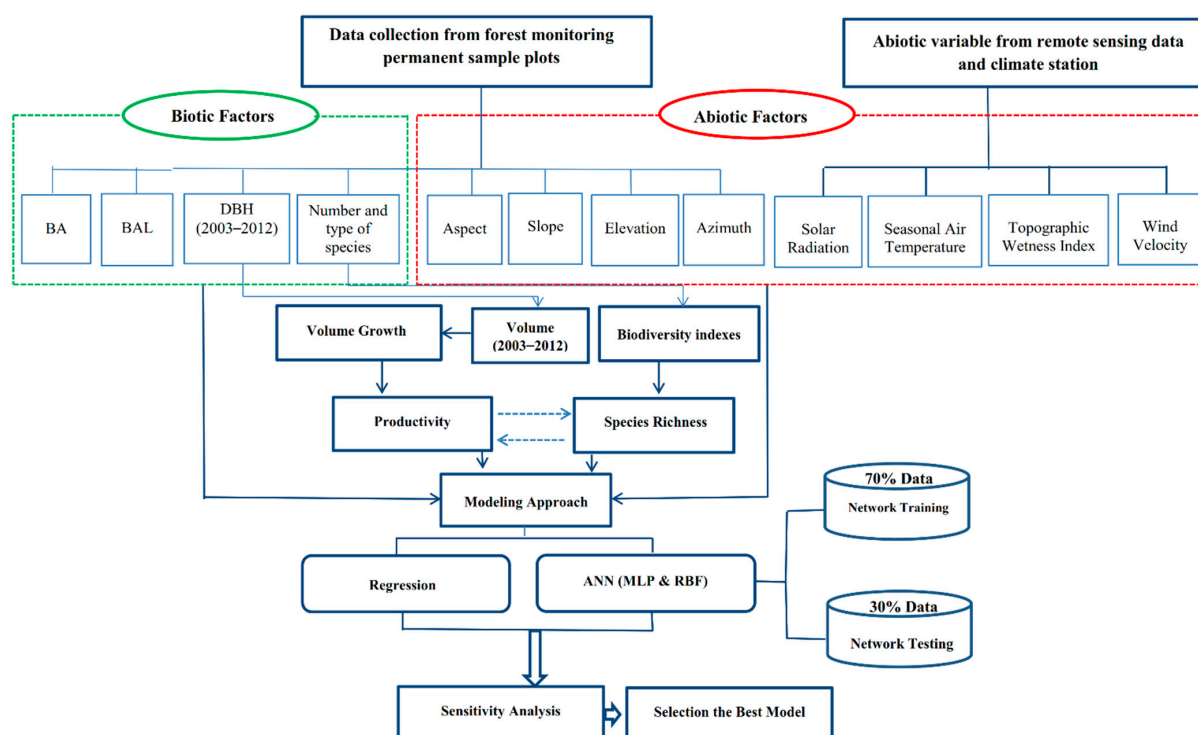 Data collection from forest monitoring
permanent sample plots
Abiotic variable from remote sensing data
and climate station
Biotic Factors
Abiotic Factors
BA
BAL
DBH
(2003–2012)
Number and
type of
species
Aspect
Slope
Elevation
Azimuth
Solar
Radiation
Seasonal Air
Temperature
Topographic
Wetness Index
Wind
Velocity
Volume Growth
Volume
(2003–2012)
Biodiversity indexes
Productivity
Species Richness
Modeling Approach
70% Data
Network Training
Regression
ANN (MLP & RBF)
30% Data
Network Testing
Sensitivity Analysis
Selection the Best Model